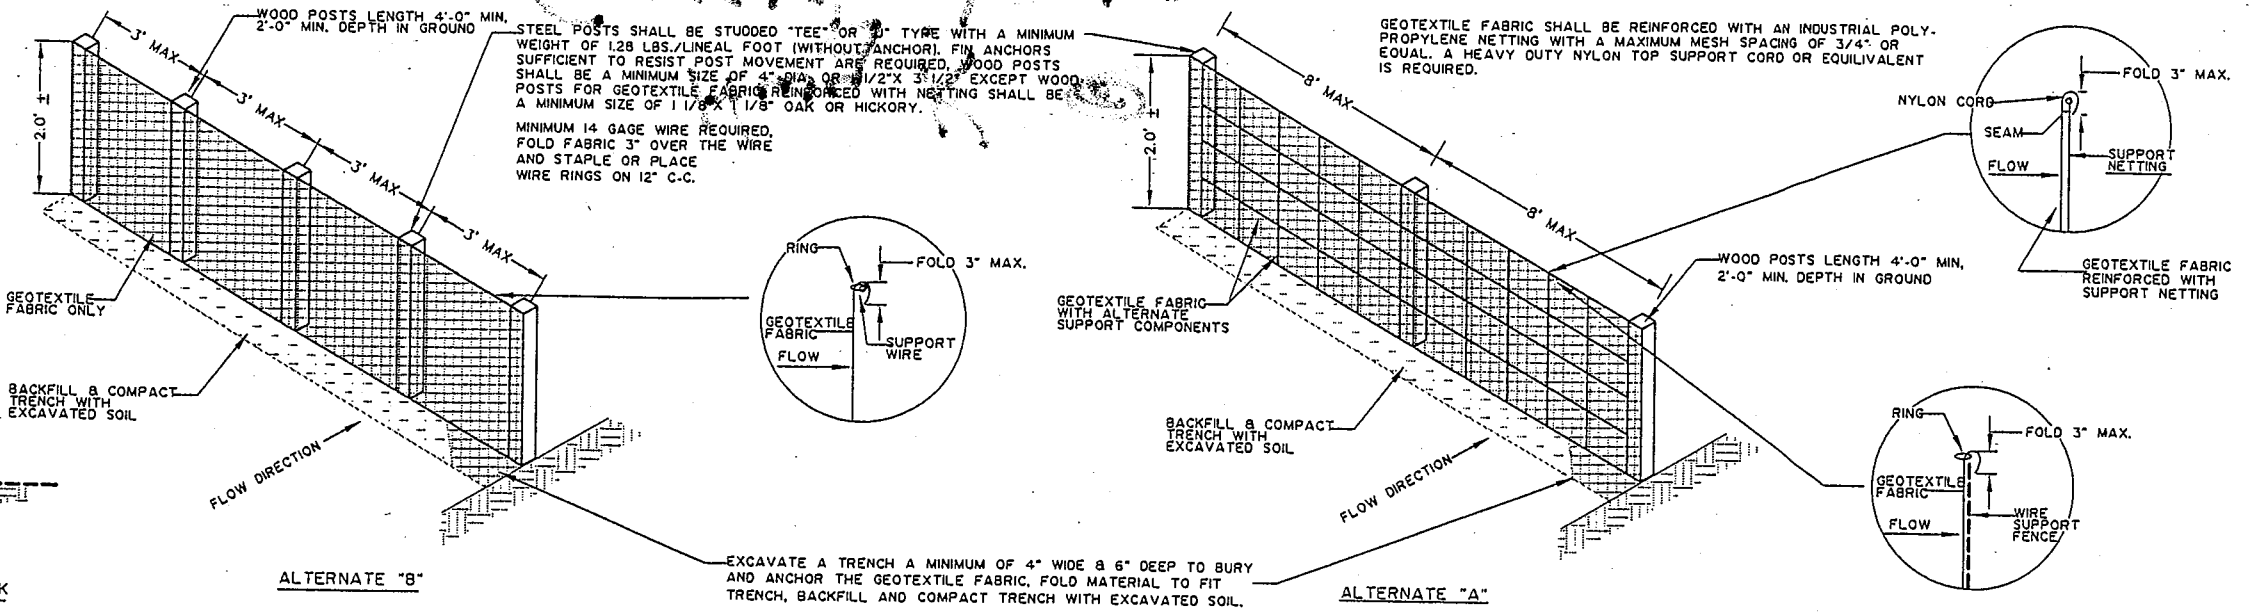 WOOD POSTS LENGTH 4'-0" MIN,
2'-0" MIN. DEPTH IN GROUND
3' MAX
3' MAX
3' MAX
3' MAX
2.0' ±
STEEL POSTS SHALL BE STUDDED "TEE" OR "U" TYPE WITH A MINIMUM
WEIGHT OF 1.28 LBS./LINEAL FOOT (WITHOUT ANCHOR). FIN ANCHORS
SUFFICIENT TO RESIST POST MOVEMENT ARE REQUIRED. WOOD POSTS
SHALL BE A MINIMUM SIZE OF 4" DIA. OR 1 1/2" X 3 1/2" EXCEPT WOOD
POSTS FOR GEOTEXTILE FABRIC REINFORCED WITH NETTING SHALL BE
A MINIMUM SIZE OF 1 1/8" X 1 1/8" OAK OR HICKORY.
MINIMUM 14 GAGE WIRE REQUIRED,
FOLD FABRIC 3" OVER THE WIRE
AND STAPLE OR PLACE
WIRE RINGS ON 12" C-C.
RING
FOLD 3" MAX.
GEOTEXTILE
FABRIC
SUPPORT
WIRE
FLOW
GEOTEXTILE
FABRIC ONLY
BACKFILL & COMPACT
TRENCH WITH
EXCAVATED SOIL
FLOW DIRECTION
ALTERNATE "B"
K
EXCAVATE A TRENCH A MINIMUM OF 4" WIDE & 6" DEEP TO BURY
AND ANCHOR THE GEOTEXTILE FABRIC, FOLD MATERIAL TO FIT
TRENCH, BACKFILL AND COMPACT TRENCH WITH EXCAVATED SOIL.
GEOTEXTILE FABRIC SHALL BE REINFORCED WITH AN INDUSTRIAL POLY-
PROPYLENE NETTING WITH A MAXIMUM MESH SPACING OF 3/4" OR
EQUAL. A HEAVY DUTY NYLON TOP SUPPORT CORD OR EQUILIVALENT
IS REQUIRED.
8' MAX
8' MAX
2.0' ±
FOLD 3" MAX.
NYLON CORD
SEAM
SUPPORT
NETTING
FLOW
GEOTEXTILE FABRIC
REINFORCED WITH
SUPPORT NETTING
WOOD POSTS LENGTH 4'-0" MIN,
2'-0" MIN. DEPTH IN GROUND
GEOTEXTILE FABRIC
WITH ALTERNATE
SUPPORT COMPONENTS
BACKFILL & COMPACT
TRENCH WITH
EXCAVATED SOIL
FLOW DIRECTION
RING
FOLD 3" MAX.
GEOTEXTILE
FABRIC
FLOW
WIRE
SUPPORT
FENCE
ALTERNATE "A"